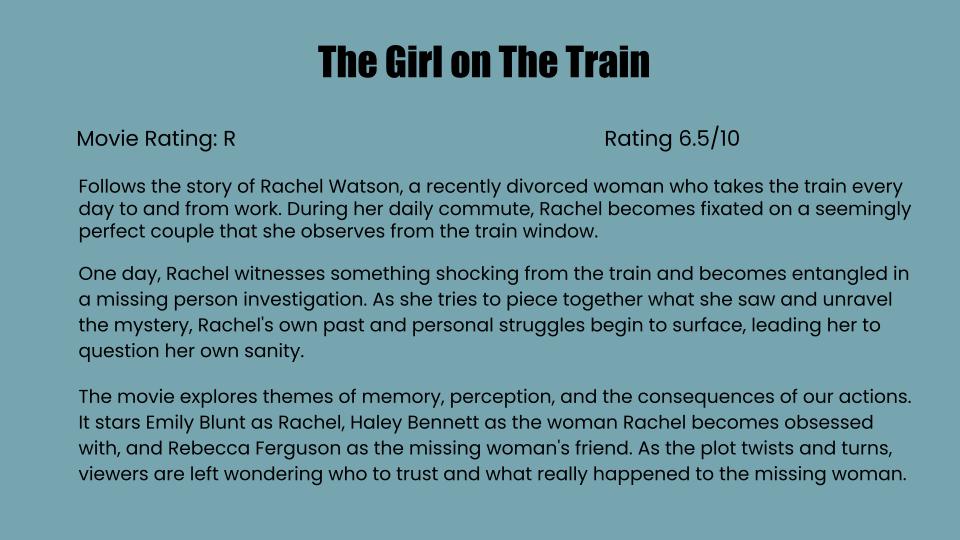 The Girl on The Train
Movie Rating: R
Rating 6.5/10
Follows the story of Rachel Watson, a recently divorced woman who takes the train every
day to and from work. During her daily commute, Rachel becomes fixated on a seemingly
perfect couple that she observes from the train window.
One day, Rachel witnesses something shocking from the train and becomes entangled in
a missing person investigation. As she tries to piece together what she saw and unravel
the mystery, Rachel's own past and personal struggles begin to surface, leading her to
question her own sanity.
The movie explores themes of memory, perception, and the consequences of our actions.
It stars Emily Blunt as Rachel, Haley Bennett as the woman Rachel becomes obsessed
with, and Rebecca Ferguson as the missing woman's friend. As the plot twists and turns,
viewers are left wondering who to trust and what really happened to the missing woman.